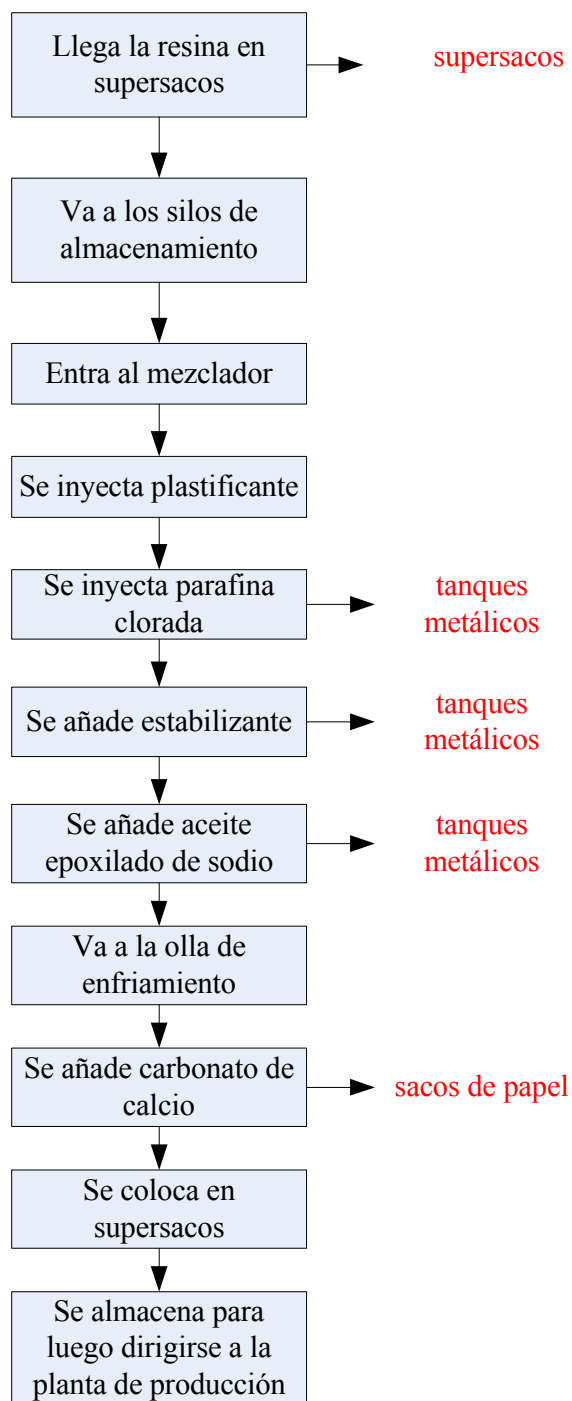 Llega la resina en
supersacos
supersacos
Va a los silos de
almacenamiento
Entra al mezclador
Se inyecta plastificante
Se inyecta parafina
clorada
tanques
metálicos
Se añade estabilizante
tanques
metálicos
Se añade aceite
epoxilado de sodio
tanques
metálicos
Va a la olla de
enfriamiento
Se añade carbonato de
calcio
sacos de papel
Se coloca en
supersacos
Se almacena para
luego dirigirse a la
planta de producción